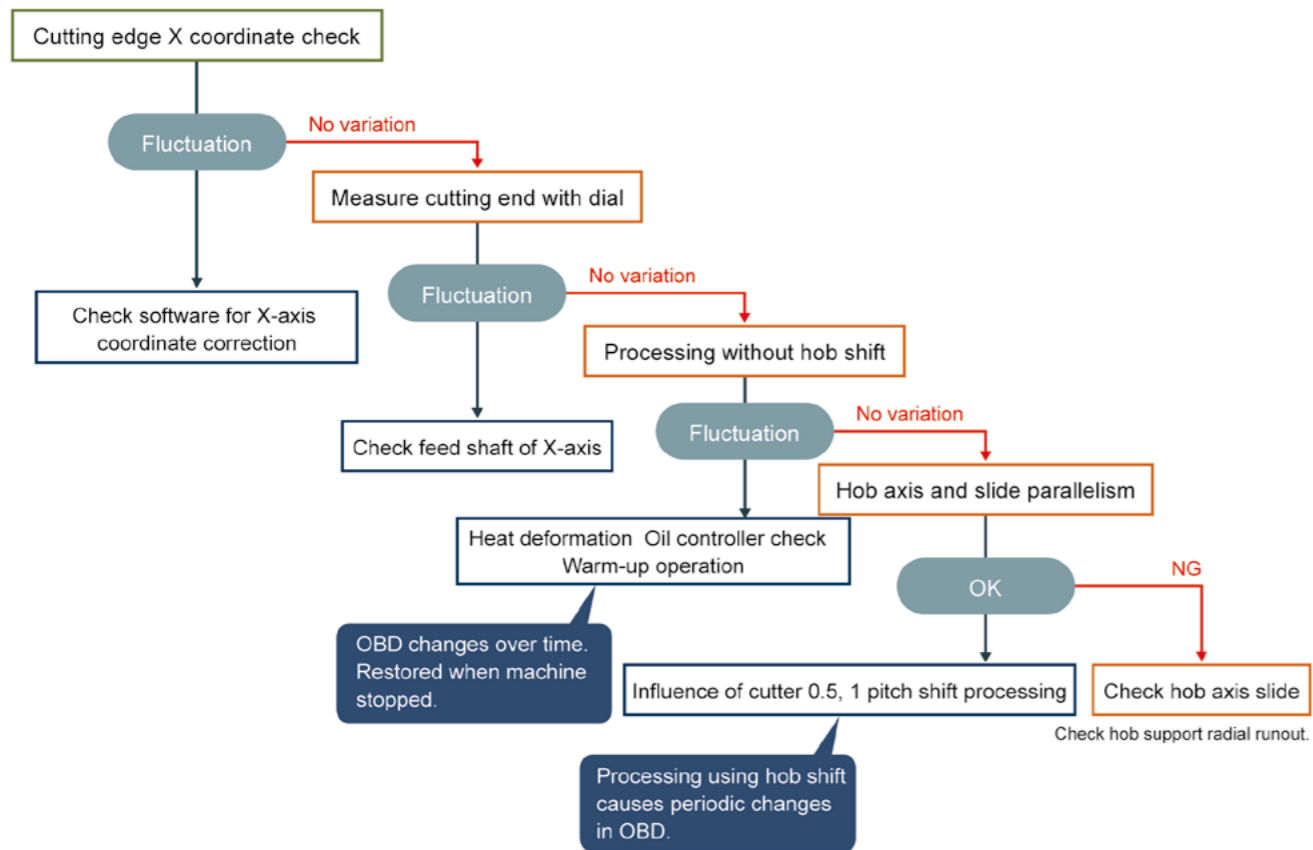 Cutting edge X coordinate check
Fluctuation
No variation
Measure cutting end with dial
Fluctuation
No variation
Check software for X-axis
coordinate correction
Processing without hob shift
Fluctuation
No variation
Check feed shaft of X-axis
Hob axis and slide parallelism
Heat deformation Oil controller check
Warm-up operation
OK
NG
OBD changes over time.
Restored when machine
stopped.
Influence of cutter 0.5, 1 pitch shift processing
Check hob axis slide
Check hob support radial runout.
Processing using hob shift
causes periodic changes
in OBD.